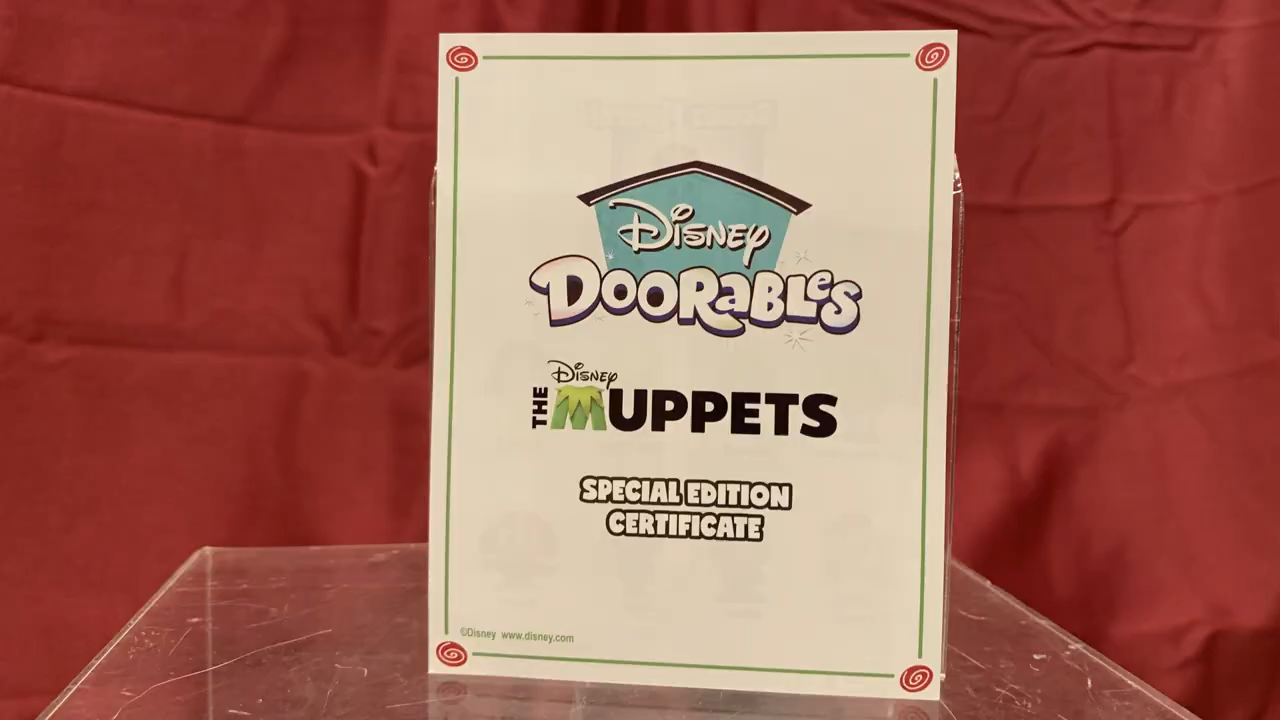 Disney
Doorables
Disney
THE MUPPETS
SPECIAL EDITION
CERTIFICATE
©Disney www.disney.com